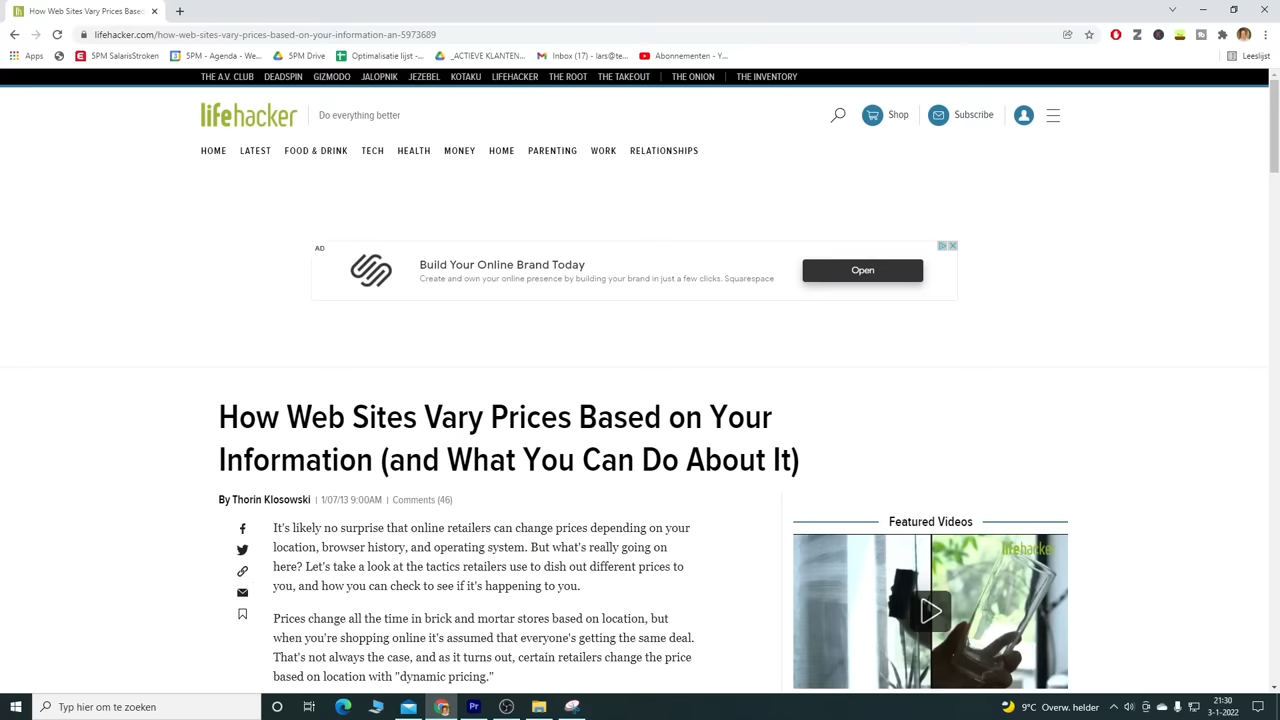 How Web Sites Vary Prices Based
lifehacker.com/how-web-sites-vary-prices-based-on-your-information-an-5973689
Apps
5PM SalarisStroken
5PM - Agenda - We...
5PM Drive
Optimalisatie lijst -...
_ACTIEVE KLANTEN...
Inbox (17) - lars@te...
Abonnementen - Y...
Leeslijst
THE A.V. CLUB DEADSPIN GIZMODO JALOPNIK JEZEBEL KOTAKU LIFEHACKER THE ROOT THE TAKEOUT THE ONION THE INVENTORY
lifehacker Do everything better
Shop
Subscribe
HOME LATEST FOOD & DRINK TECH HEALTH MONEY HOME PARENTING WORK RELATIONSHIPS
AD
Build Your Online Brand Today
Create and own your online presence by building your brand in just a few clicks. Squarespace
Open
How Web Sites Vary Prices Based on Your
Information (and What You Can Do About It)
By Thorin Klosowski | 1/07/13 9:00AM | Comments (46)
It's likely no surprise that online retailers can change prices depending on your
location, browser history, and operating system. But what's really going on
here? Let's take a look at the tactics retailers use to dish out different prices to
you, and how you can check to see if it's happening to you.
Prices change all the time in brick and mortar stores based on location, but
when you're shopping online it's assumed that everyone's getting the same deal.
That's not always the case, and as it turns out, certain retailers change the price
based on location with "dynamic pricing."
Featured Videos
lifehacker
Typ hier om te zoeken
Pr
9°C Overw. helder
21:30
3-1-2022